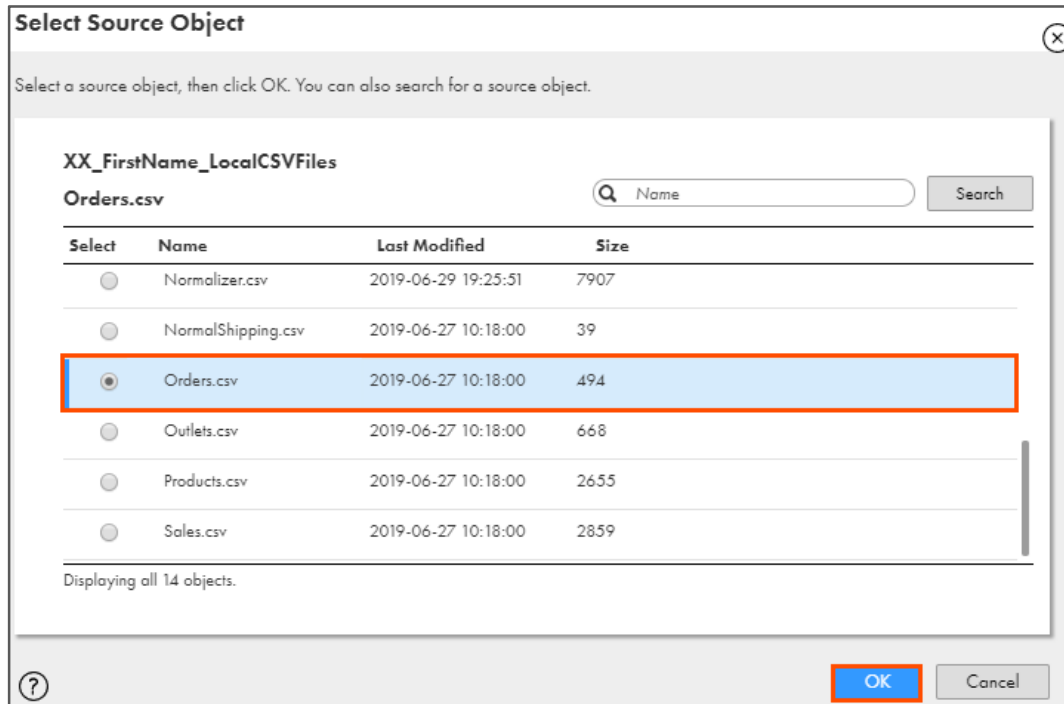 Select Source Object
Select a source object, then click OK. You can also search for a source object.
XX_FirstName_LocalCSVFiles
Orders.csv
Name Search
Select Name Last Modified Size
Normalizer.csv 2019-06-29 19:25:51 7907
NormalShipping.csv 2019-06-27 10:18:00 39
Orders.csv 2019-06-27 10:18:00 494
Outlets.csv 2019-06-27 10:18:00 668
Products.csv 2019-06-27 10:18:00 2655
Sales.csv 2019-06-27 10:18:00 2859
Displaying all 14 objects.
? OK Cancel